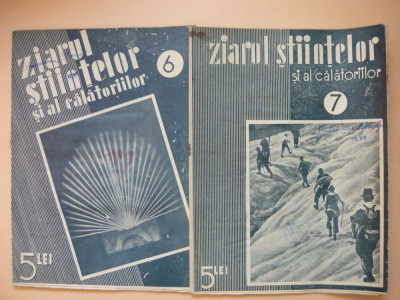 ziarul
științelor
și al călătoriilor
6
5 LEI
ziarul științelor
și al călătoriilor
7
5 LEI